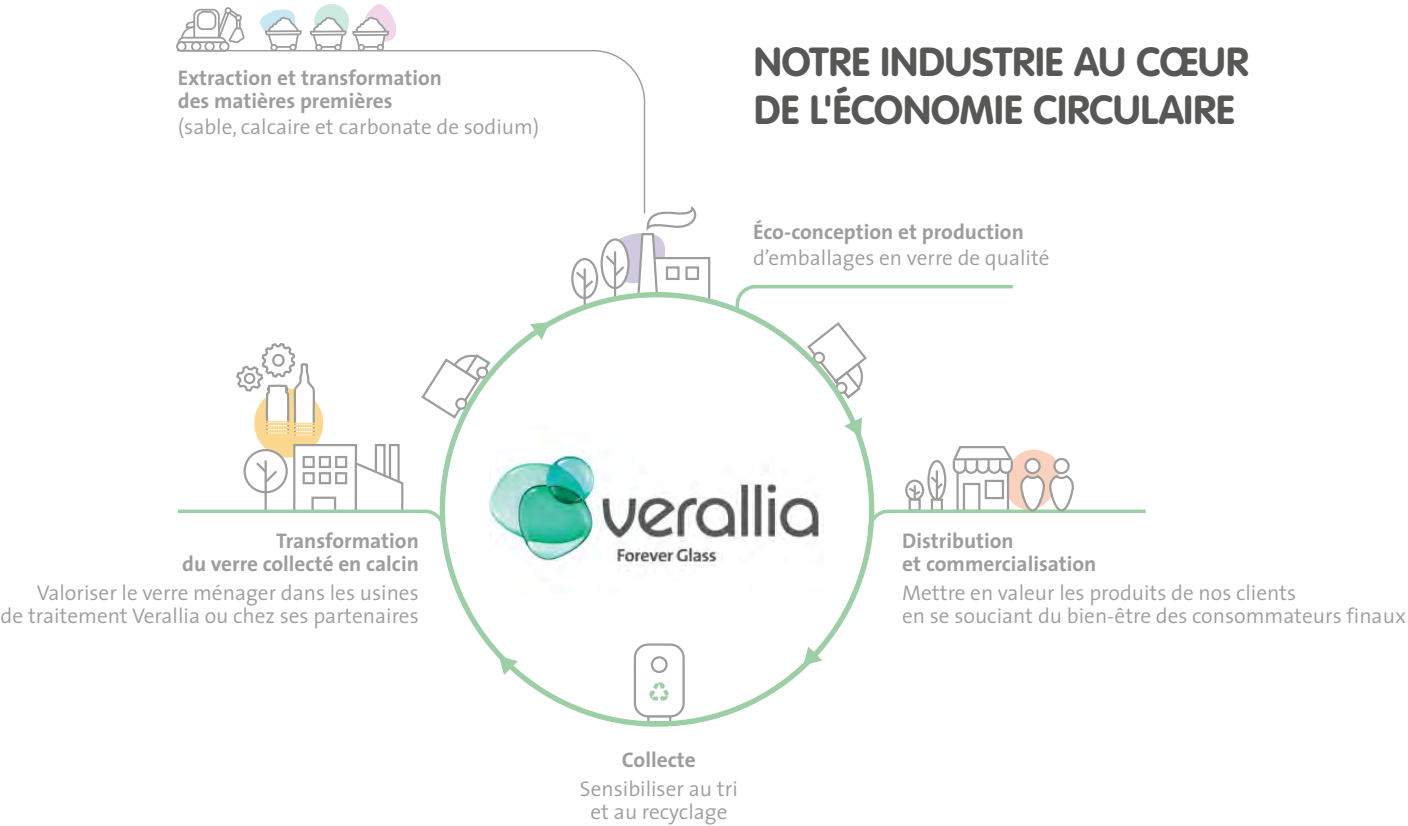 NOTRE INDUSTRIE AU CŒUR
DE L'ÉCONOMIE CIRCULAIRE
Extraction et transformation
des matières premières
(sable, calcaire et carbonate de sodium)
Éco-conception et production
d’emballages en verre de qualité
verallia
Forever Glass
Distribution
et commercialisation
Mettre en valeur les produits de nos clients
en se souciant du bien-être des consommateurs finaux
Collecte
Sensibiliser au tri
et au recyclage
Transformation
du verre collecté en calcin
Valoriser le verre ménager dans les usines
de traitement Verallia ou chez ses partenaires